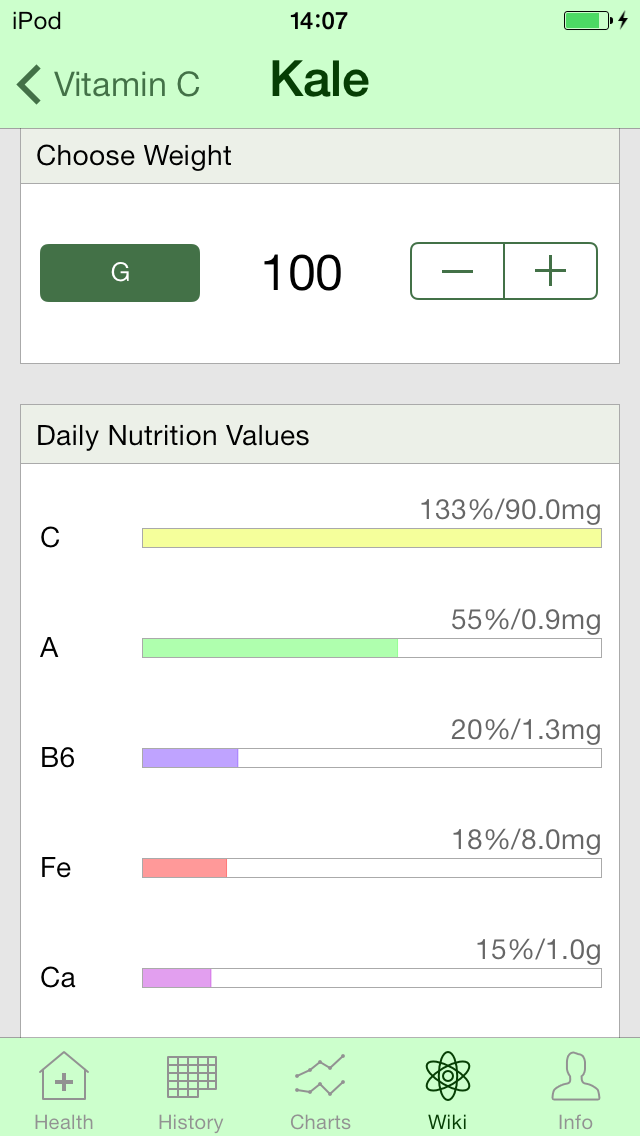 iPod 14:07
Vitamin C Kale
Choose Weight
G 100 — +
Daily Nutrition Values
133%/90.0mg
C
55%/0.9mg
A
20%/1.3mg
B6
18%/8.0mg
Fe
15%/1.0g
Ca
Health History Charts Wiki Info